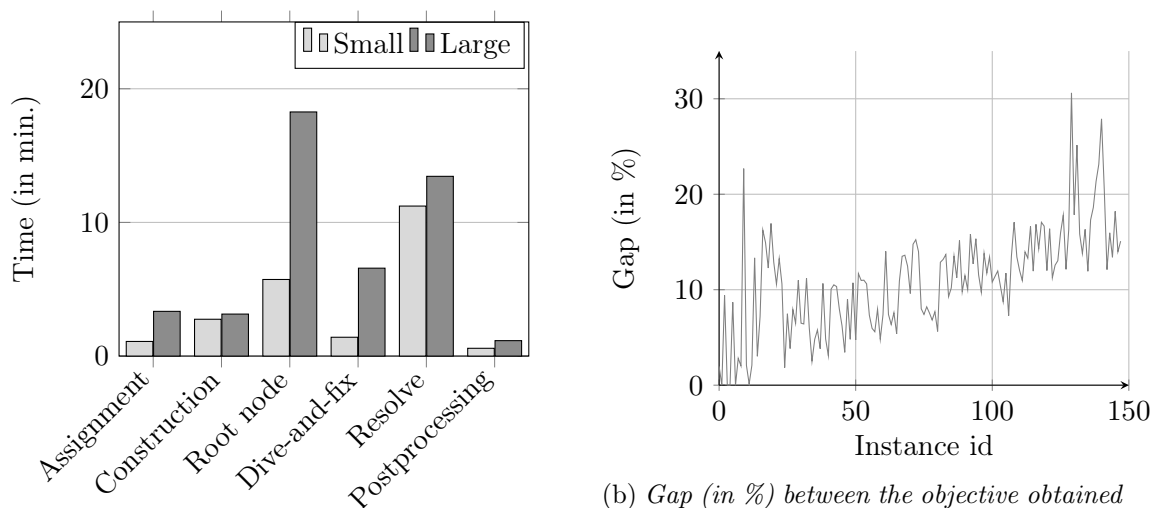 Small Large
20
10
0
Time (in min.)
Assignment
Construction
Root node
Dive-and-fix
Resolve
Postprocessing
30
20
10
0
0 50 100 150
Gap (in %)
Instance id
(b) Gap (in %) between the objective obtained